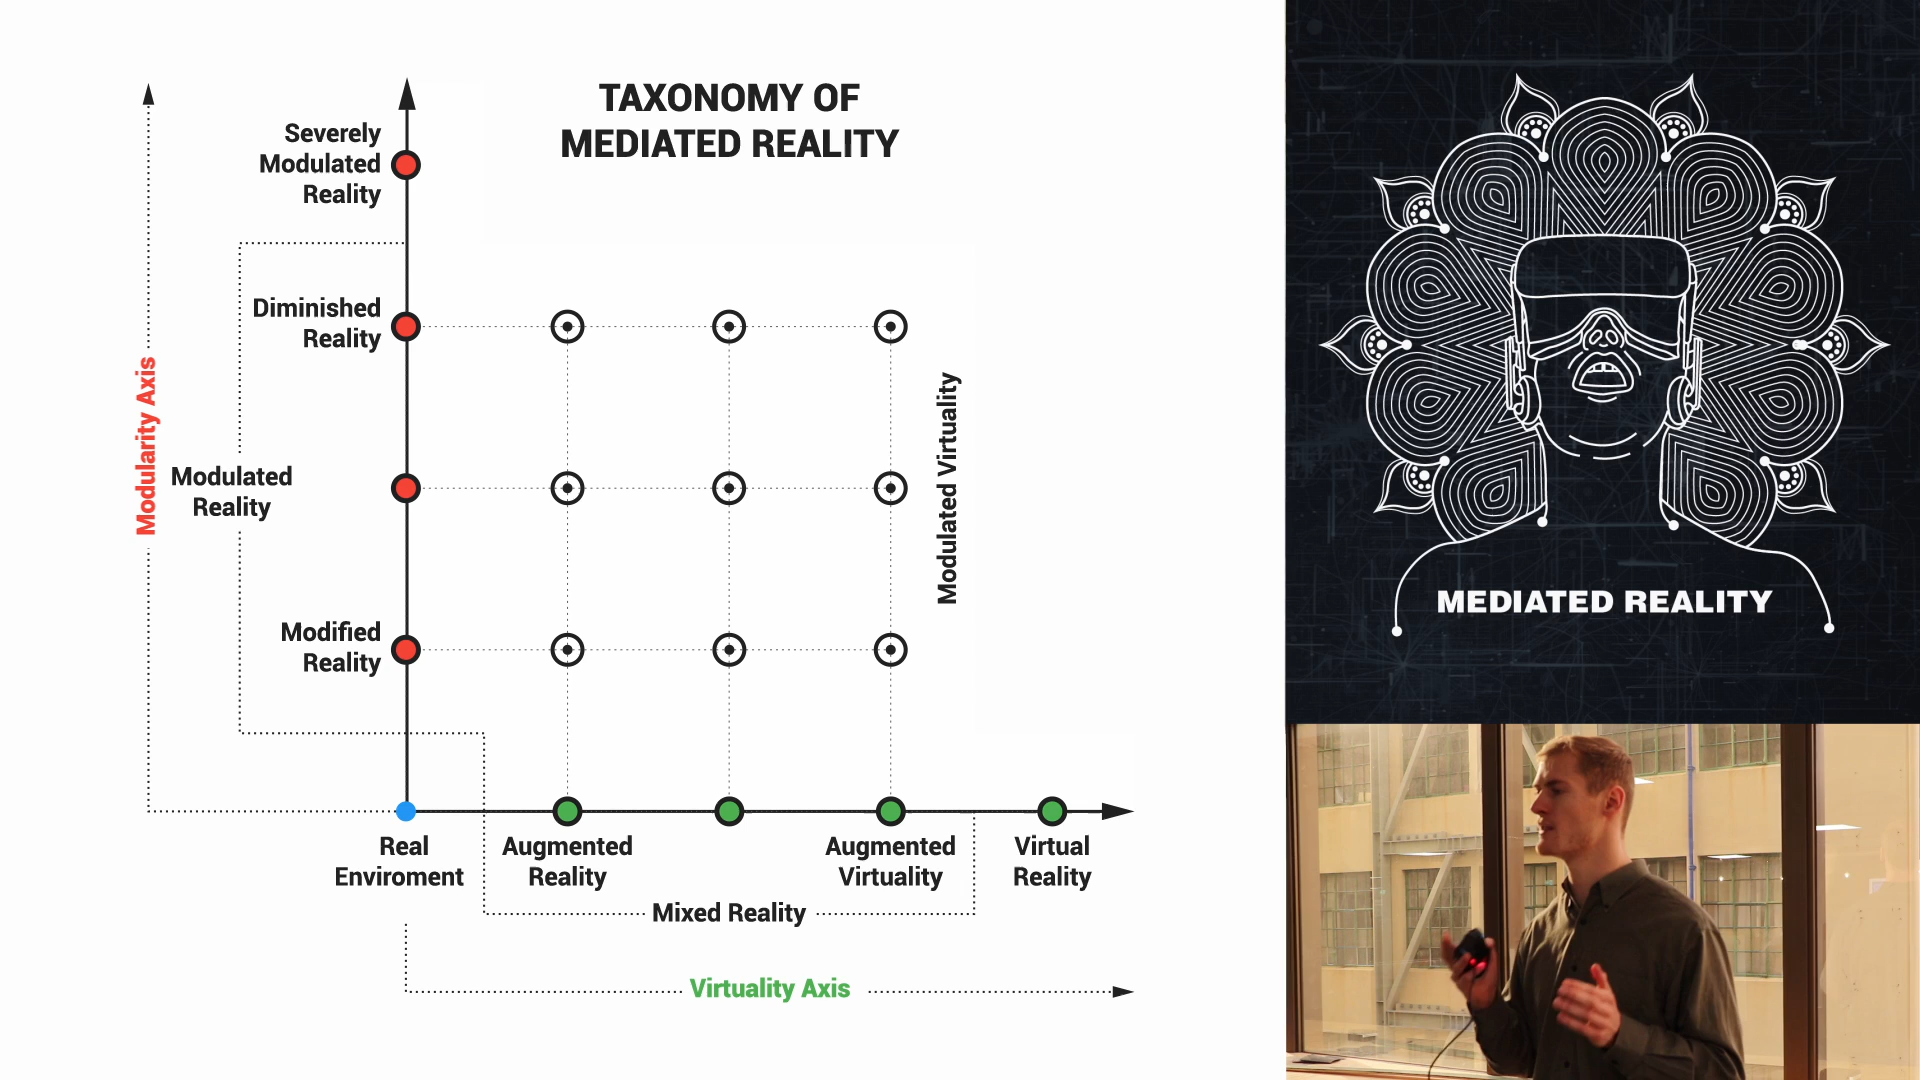 TAXONOMY OF
MEDIATED REALITY
Severely
Modulated
Reality
Diminished
Reality
Modularity Axis
Modulated
Reality
Modulated Virtuality
Modified
Reality
Real
Enviroment
Augmented
Reality
Augmented
Virtuality
Virtual
Reality
Mixed Reality
Virtuality Axis
MEDIATED REALITY